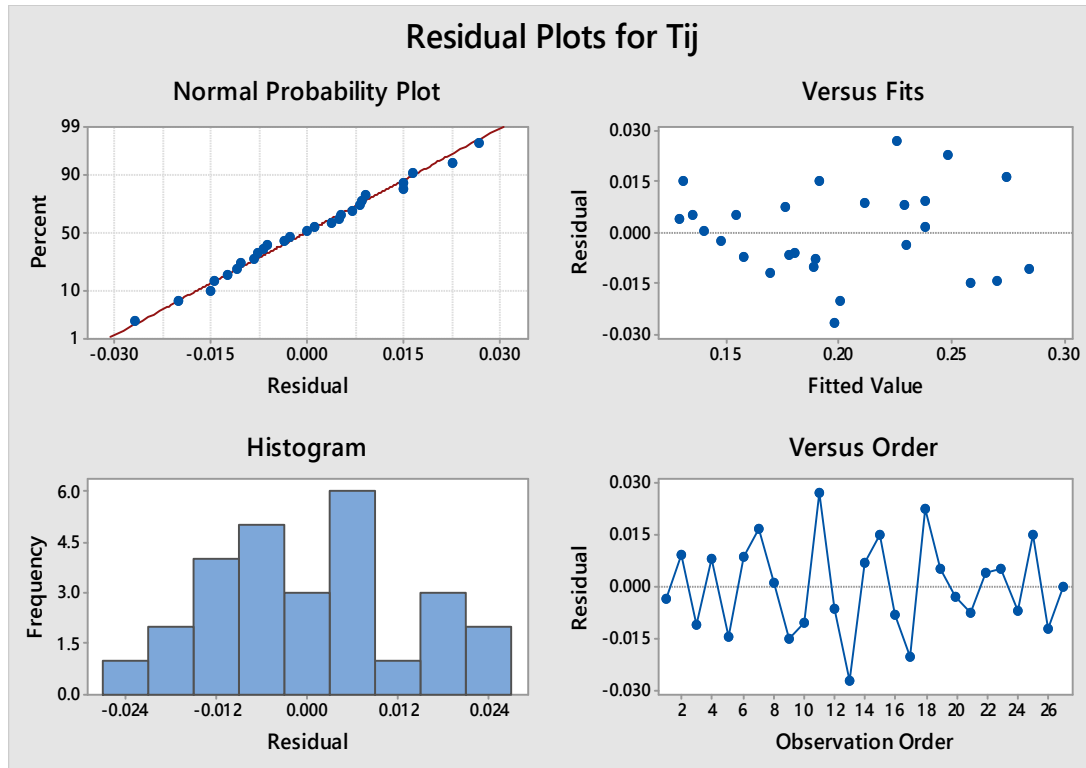 Residual Plots for Tij
Normal Probability Plot
99
90
50
10
1
Percent
-0.030 -0.015 0.000 0.015 0.030
Residual
Versus Fits
0.030
0.015
0.000
-0.015
-0.030
Residual
0.15 0.20 0.25 0.30
Fitted Value
Histogram
6.0
4.5
3.0
1.5
0.0
Frequency
-0.024 -0.012 0.000 0.012 0.024
Residual
Versus Order
0.030
0.015
0.000
-0.015
-0.030
Residual
2 4 6 8 10 12 14 16 18 20 22 24 26
Observation Order